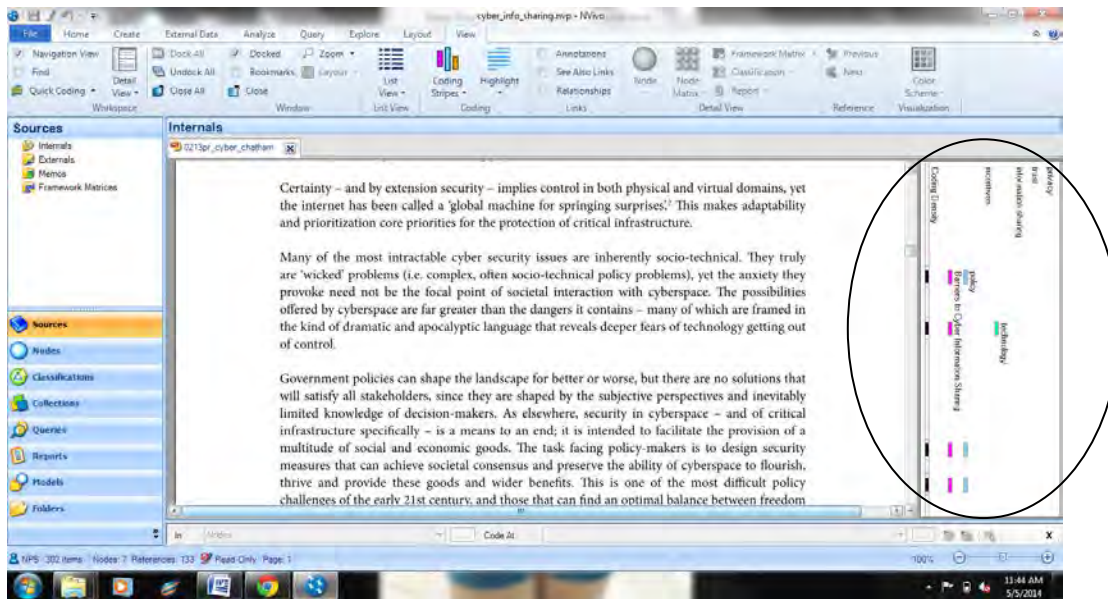 cyber_info_sharing.nvp - NVivo
File Home Create External Data Analyze Query Explore Layout View
Navigation View Dock All Docked Zoom Annotations Framework Matrix Previous
Find Undock All Bookmarks Layout See Also Links Classification Next
Quick Coding Close All Close Relationships Report
Detail View List View Coding Stripes Highlight Node Node Matrix Color Scheme
Workspace Window List View Coding Links Detail View Reference Visualization
Sources
Internals
Externals
Memos
Framework Matrices
Sources
Nodes
Classifications
Collections
Queries
Reports
Models
Folders
Internals
0213pr_cyber_chatham
Certainty – and by extension security – implies control in both physical and virtual domains, yet
the internet has been called a ‘global machine for springing surprises’.² This makes adaptability
and prioritization core priorities for the protection of critical infrastructure.
Many of the most intractable cyber security issues are inherently socio-technical. They truly
are ‘wicked’ problems (i.e. complex, often socio-technical policy problems), yet the anxiety they
provoke need not be the focal point of societal interaction with cyberspace. The possibilities
offered by cyberspace are far greater than the dangers it contains – many of which are framed in
the kind of dramatic and apocalyptic language that reveals deeper fears of technology getting out
of control.
Government policies can shape the landscape for better or worse, but there are no solutions that
will satisfy all stakeholders, since they are shaped by the subjective perspectives and inevitably
limited knowledge of decision-makers. As elsewhere, security in cyberspace – and of critical
infrastructure specifically – is a means to an end; it is intended to facilitate the provision of a
multitude of social and economic goods. The task facing policy-makers is to design security
measures that can achieve societal consensus and preserve the ability of cyberspace to flourish,
thrive and provide these goods and wider benefits. This is one of the most difficult policy
challenges of the early 21st century, and those that can find an optimal balance between freedom
privacy
trust
information sharing
technology
incentives
policy
Barriers to Cyber Information Sharing
Coding Density
In Nodes Code At X
NPS 302 items Nodes: 7 References: 133 Read-Only Page: 1 100%
11:44 AM
5/5/2014